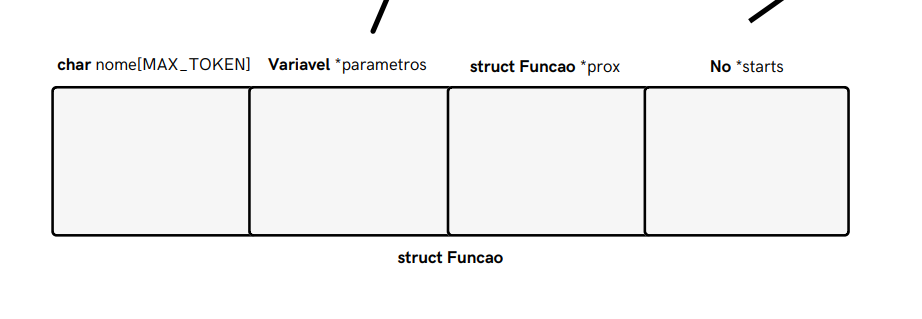 char nome[MAX_TOKEN] Variavel *parametros struct Funcao *prox No *starts
struct Funcao